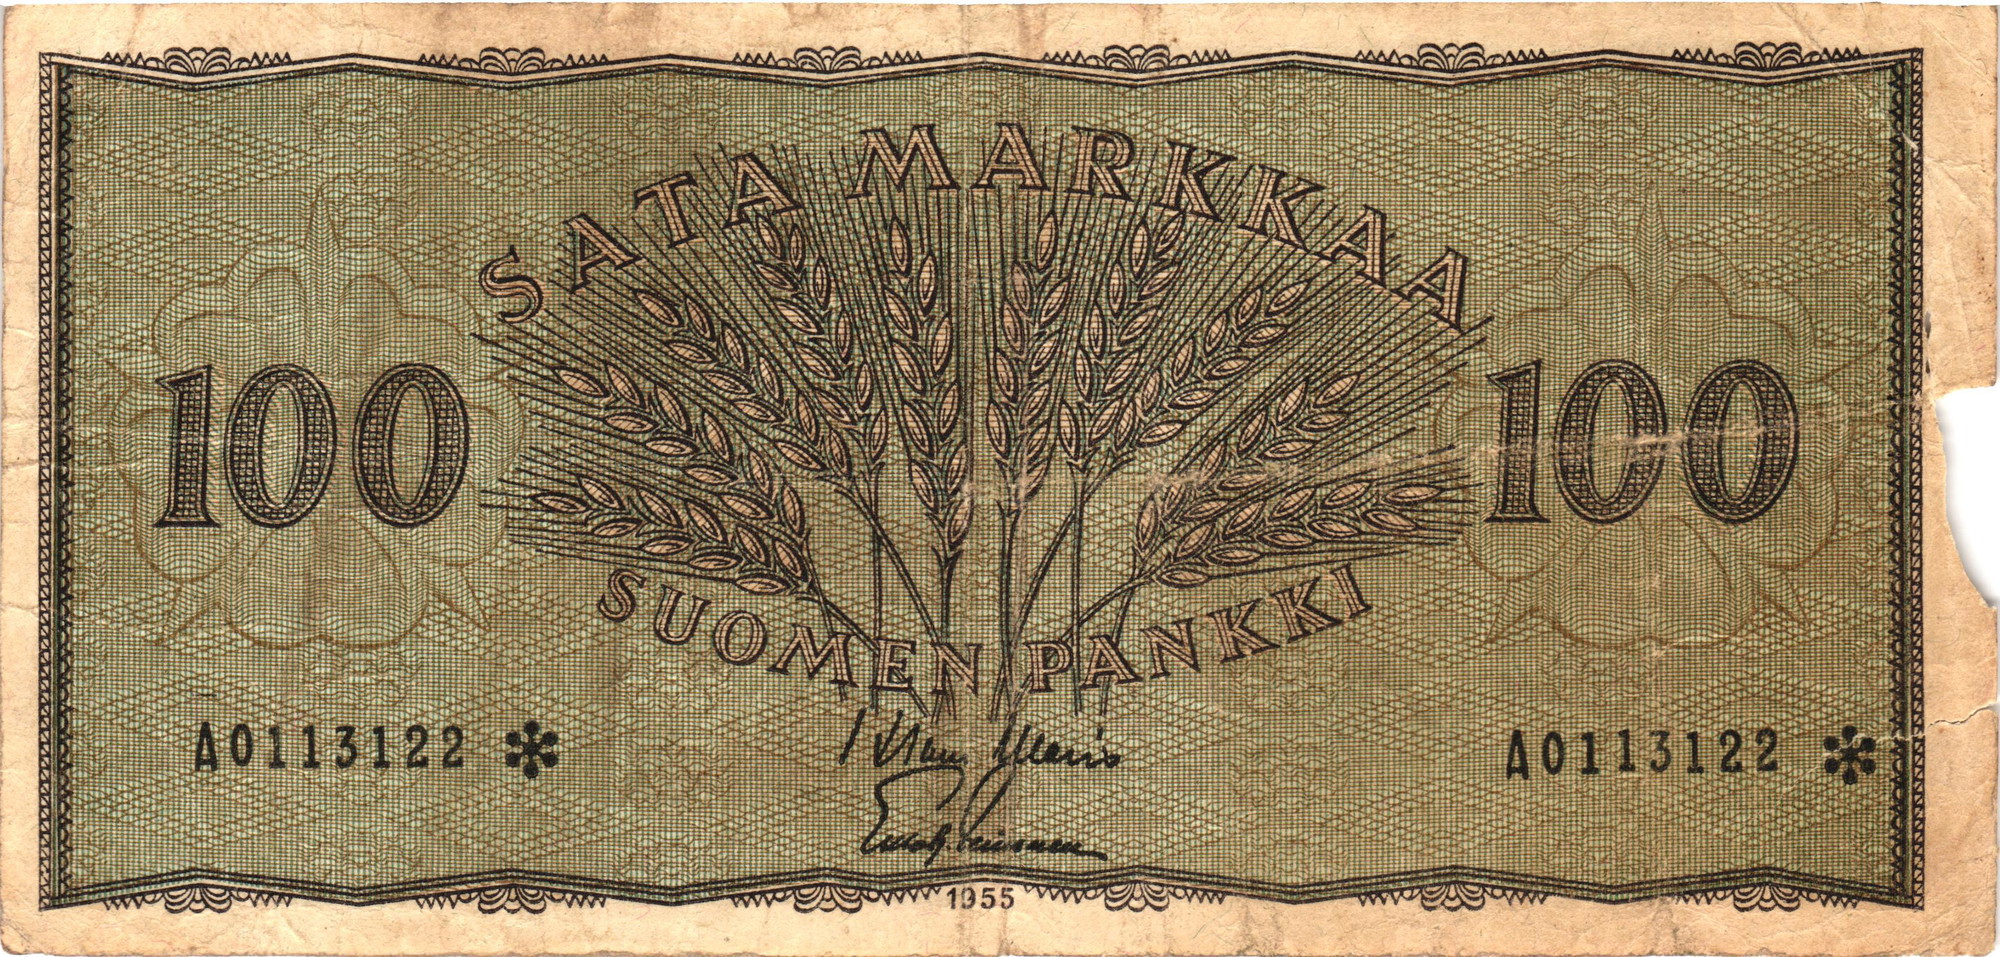 SATA MARKKAA
100 100
SUOMEN PANKKI
A0113122* A0113122*
1955